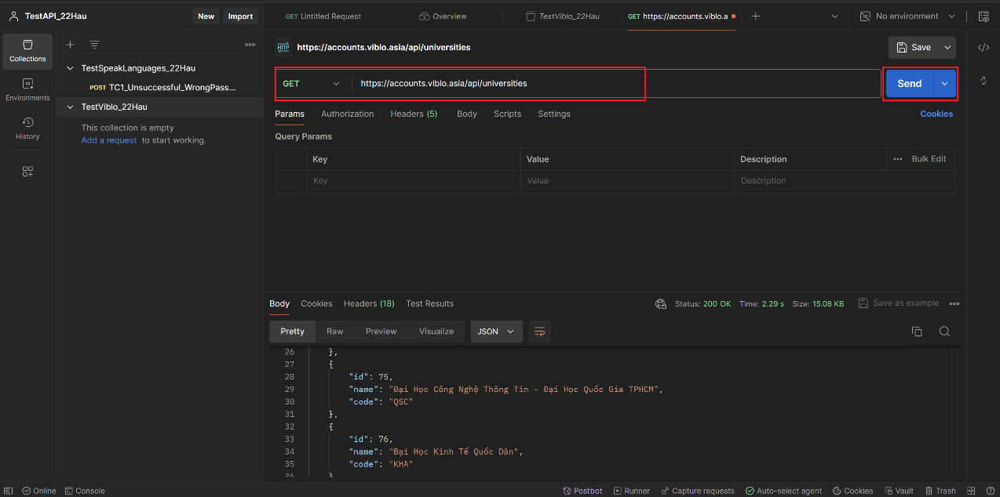 TestAPI_22Hau
New Import
GET Untitled Request
Overview
TestViblo_22Hau
GET https://accounts.viblo.a
No environment
Collections
Environments
History
TestSpeakLanguages_22Hau
POST TC1_Unsuccessful_WrongPass...
TestViblo_22Hau
This collection is empty
Add a request to start working.
HTTP https://accounts.viblo.asia/api/universities
Save
GET https://accounts.viblo.asia/api/universities
Send
Params Authorization Headers (5) Body Scripts Settings Cookies
Query Params
Key Value Description Bulk Edit
Key Value Description
Body Cookies Headers (18) Test Results Status: 200 OK Time: 2.29 s Size: 15.08 KB Save as example
Pretty Raw Preview Visualize JSON
26 },
27 {
28 "id": 75,
29 "name": "Đại Học Công Nghệ Thông Tin - Đại Học Quốc Gia TPHCM",
30 "code": "QSC"
31 },
32 {
33 "id": 76,
34 "name": "Đại Học Kinh Tế Quốc Dân",
35 "code": "KHA"
36 }
Online Console Postbot Runner Capture requests Auto-select agent Cookies Vault Trash